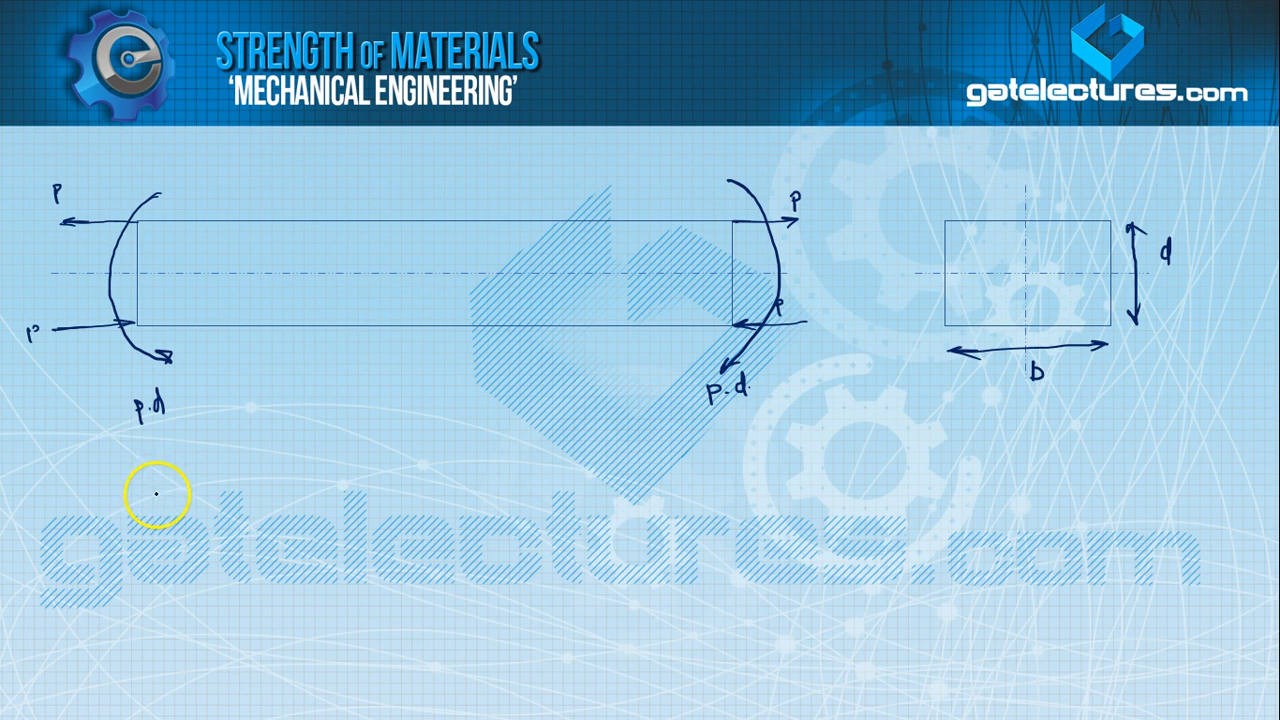 STRENGTH OF MATERIALS
'MECHANICAL ENGINEERING'
gatelectures.com
P
P
P
P
p.d
p.d.
d
b
gatelectures.com